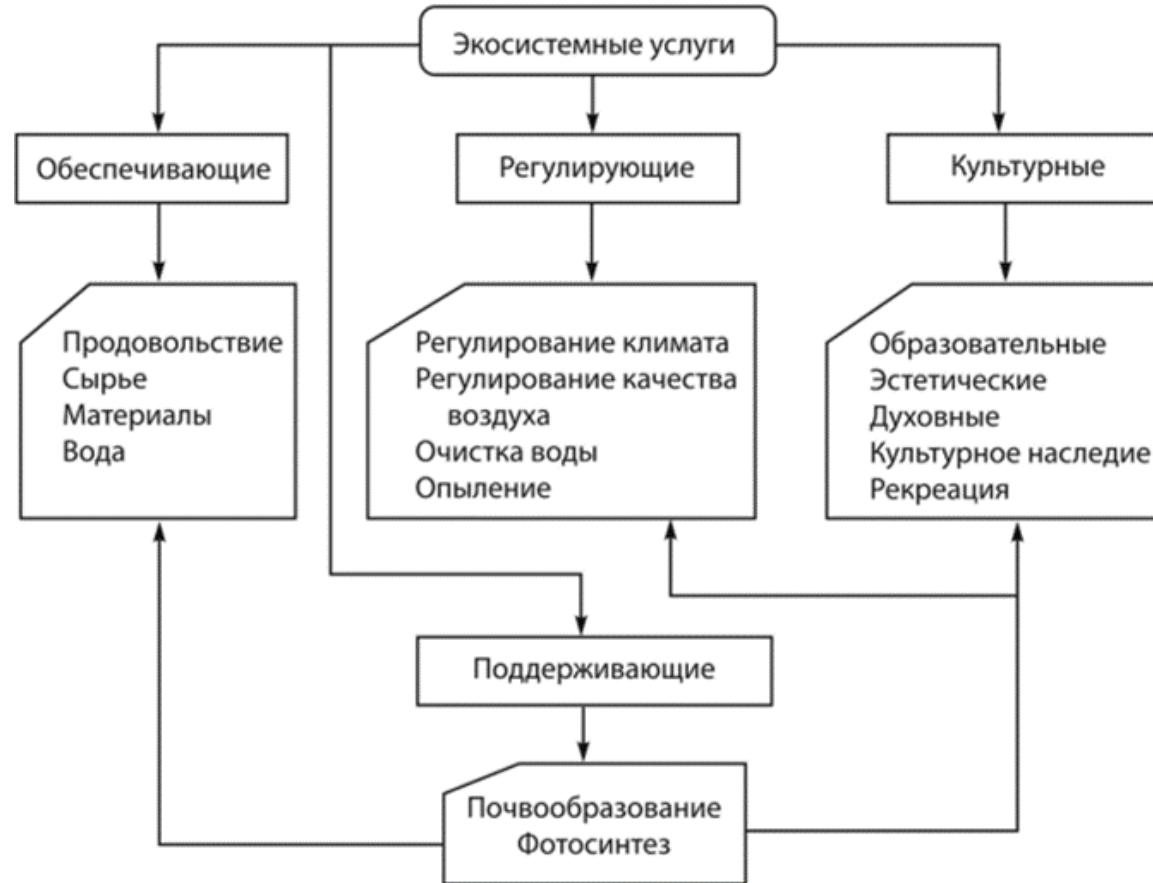 Экосистемные услуги
Обеспечивающие
Регулирующие
Культурные
Продовольствие
Сырье
Материалы
Вода
Регулирование климата
Регулирование качества
воздуха
Очистка воды
Опыление
Образовательные
Эстетические
Духовные
Культурное наследие
Рекреация
Поддерживающие
Почвообразование
Фотосинтез